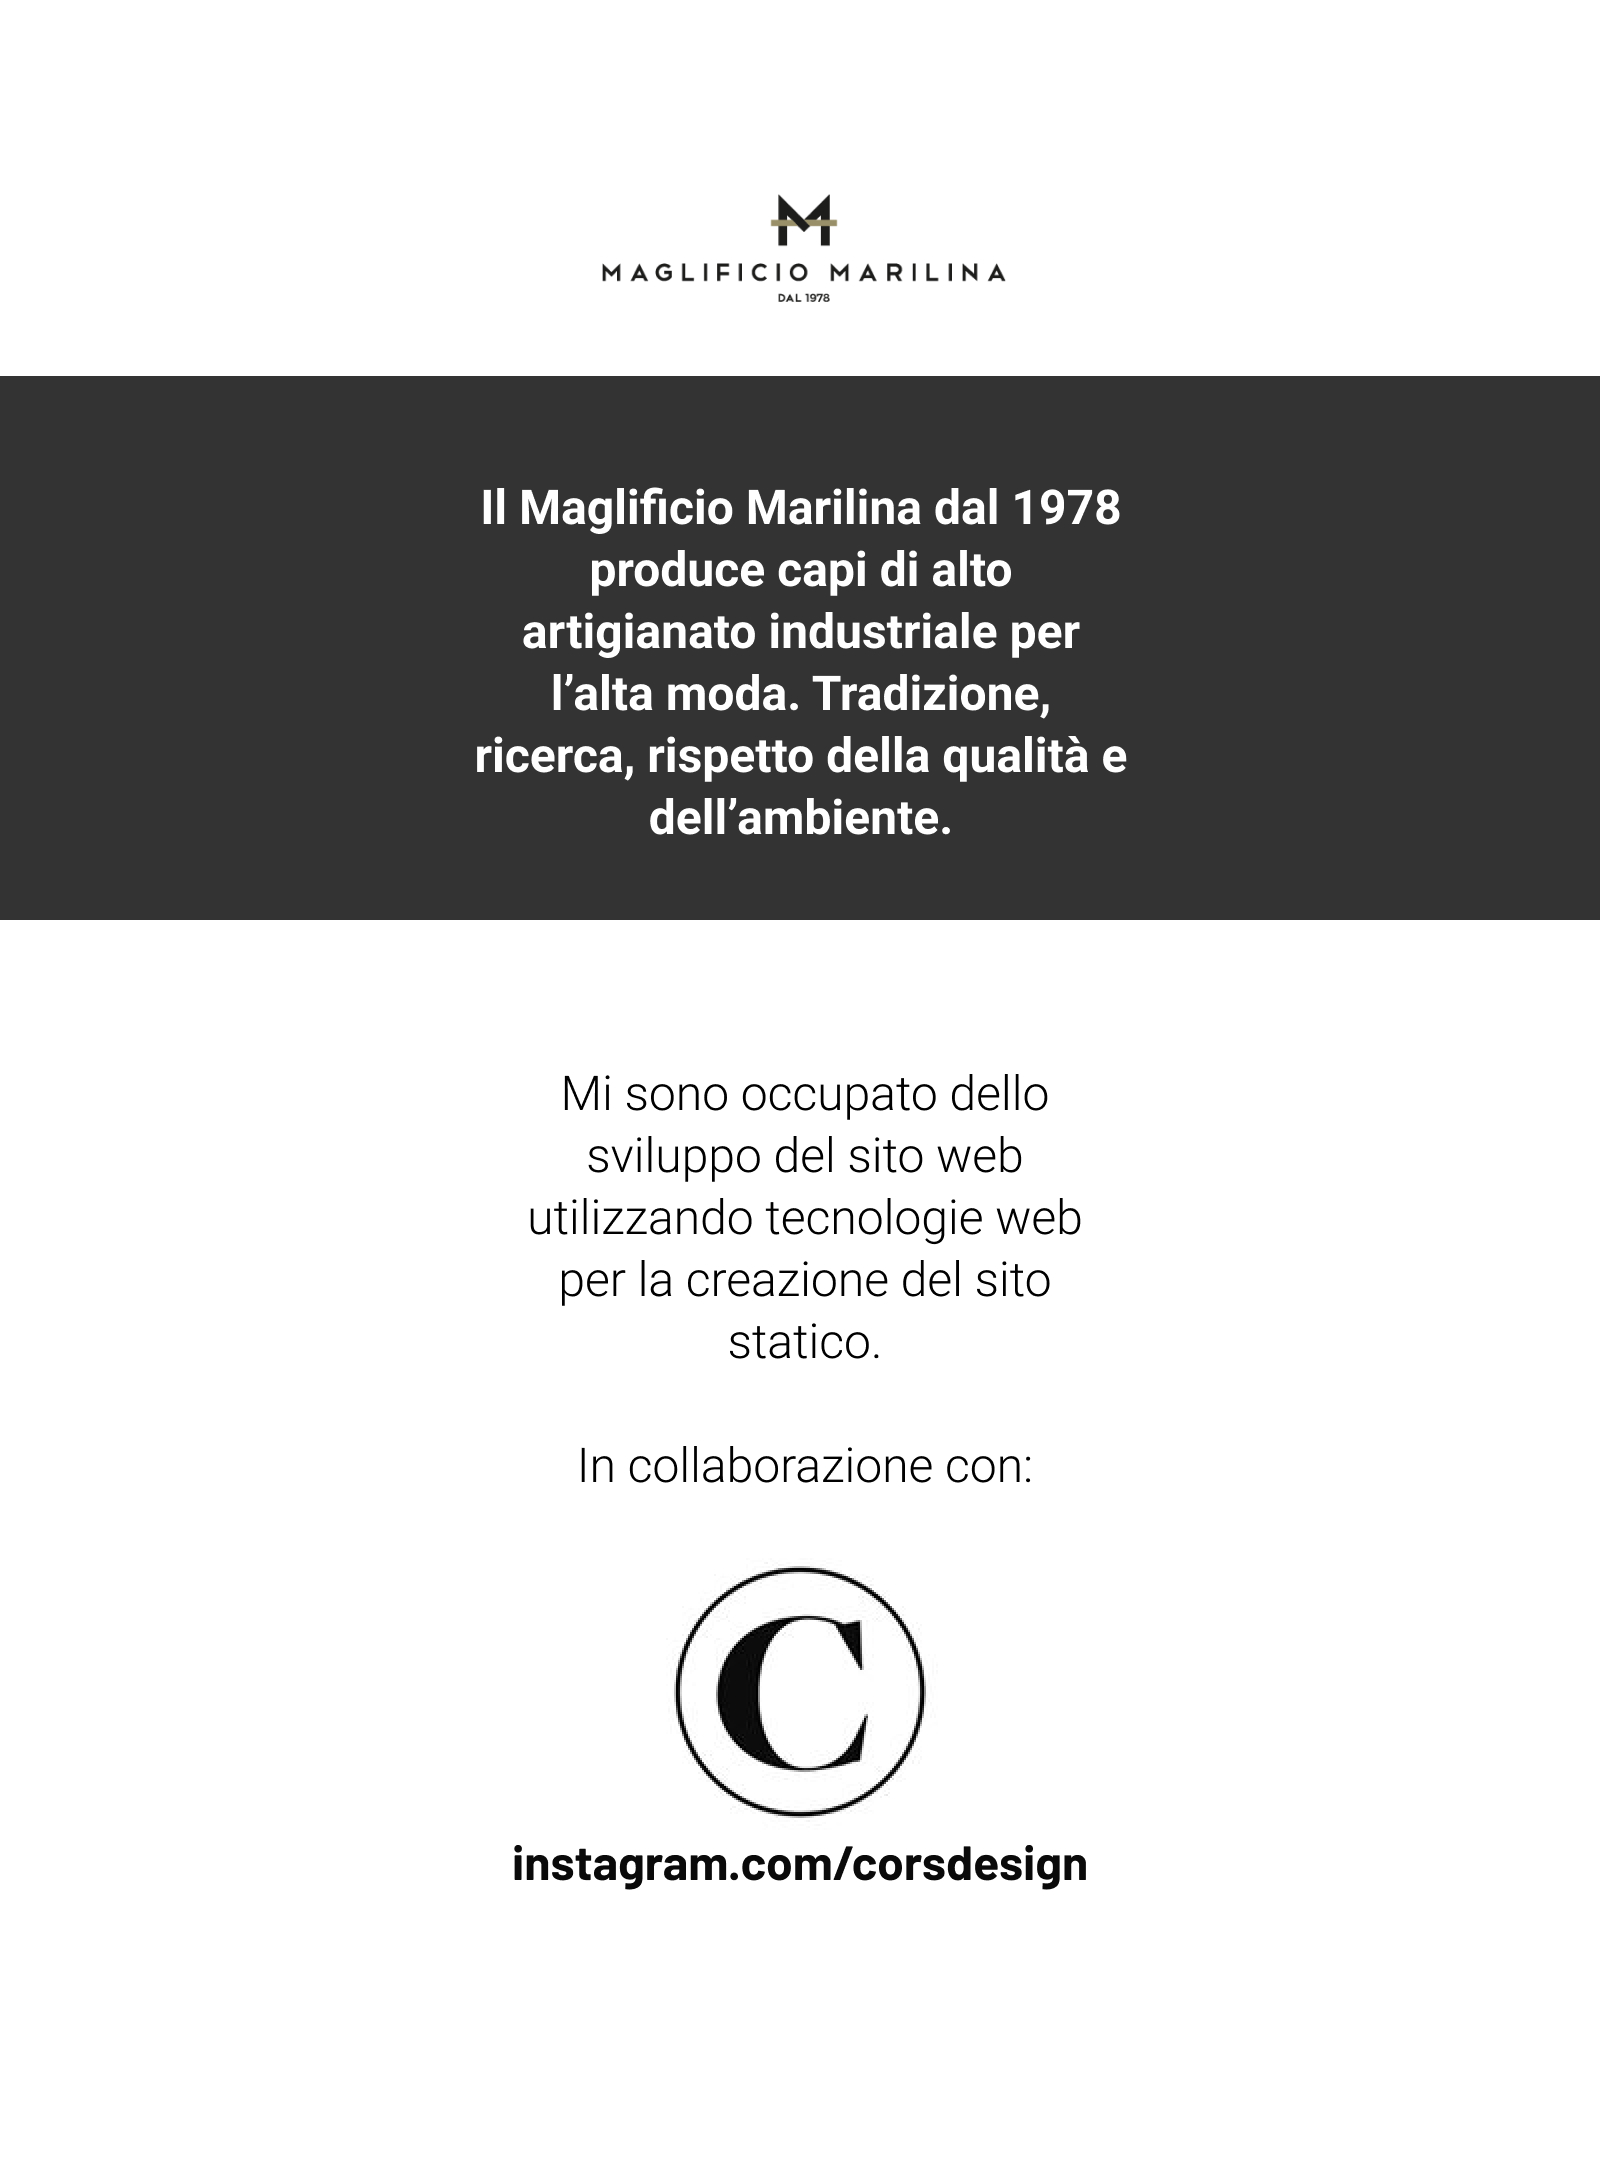 M
MAGLIFICIO MARILINA
DAL 1978
Il Maglificio Marilina dal 1978
produce capi di alto
artigianato industriale per
l’alta moda. Tradizione,
ricerca, rispetto della qualità e
dell’ambiente.
Mi sono occupato dello
sviluppo del sito web
utilizzando tecnologie web
per la creazione del sito
statico.
In collaborazione con:
C
instagram.com/corsdesign